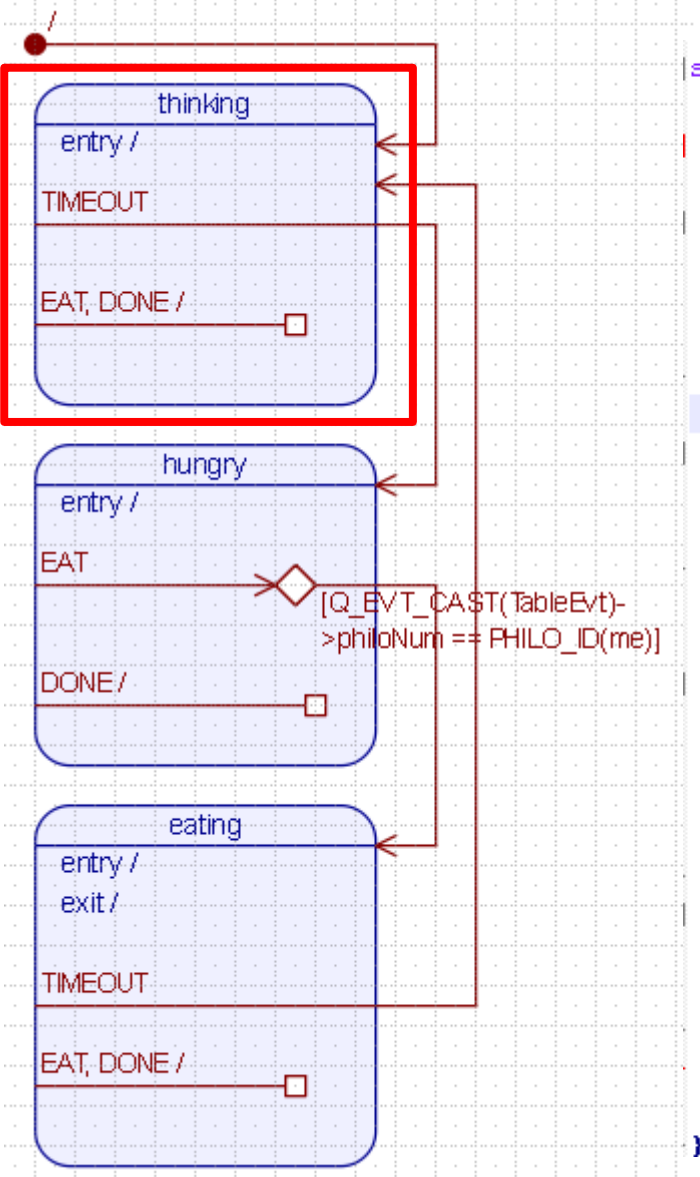 /
thinking
entry /
TIMEOUT
EAT, DONE /
hungry
entry /
EAT
[Q_EVT_CAST(TableEvt)-
>philoNum == PHILO_ID(me)]
DONE /
eating
entry /
exit /
TIMEOUT
EAT, DONE /
}